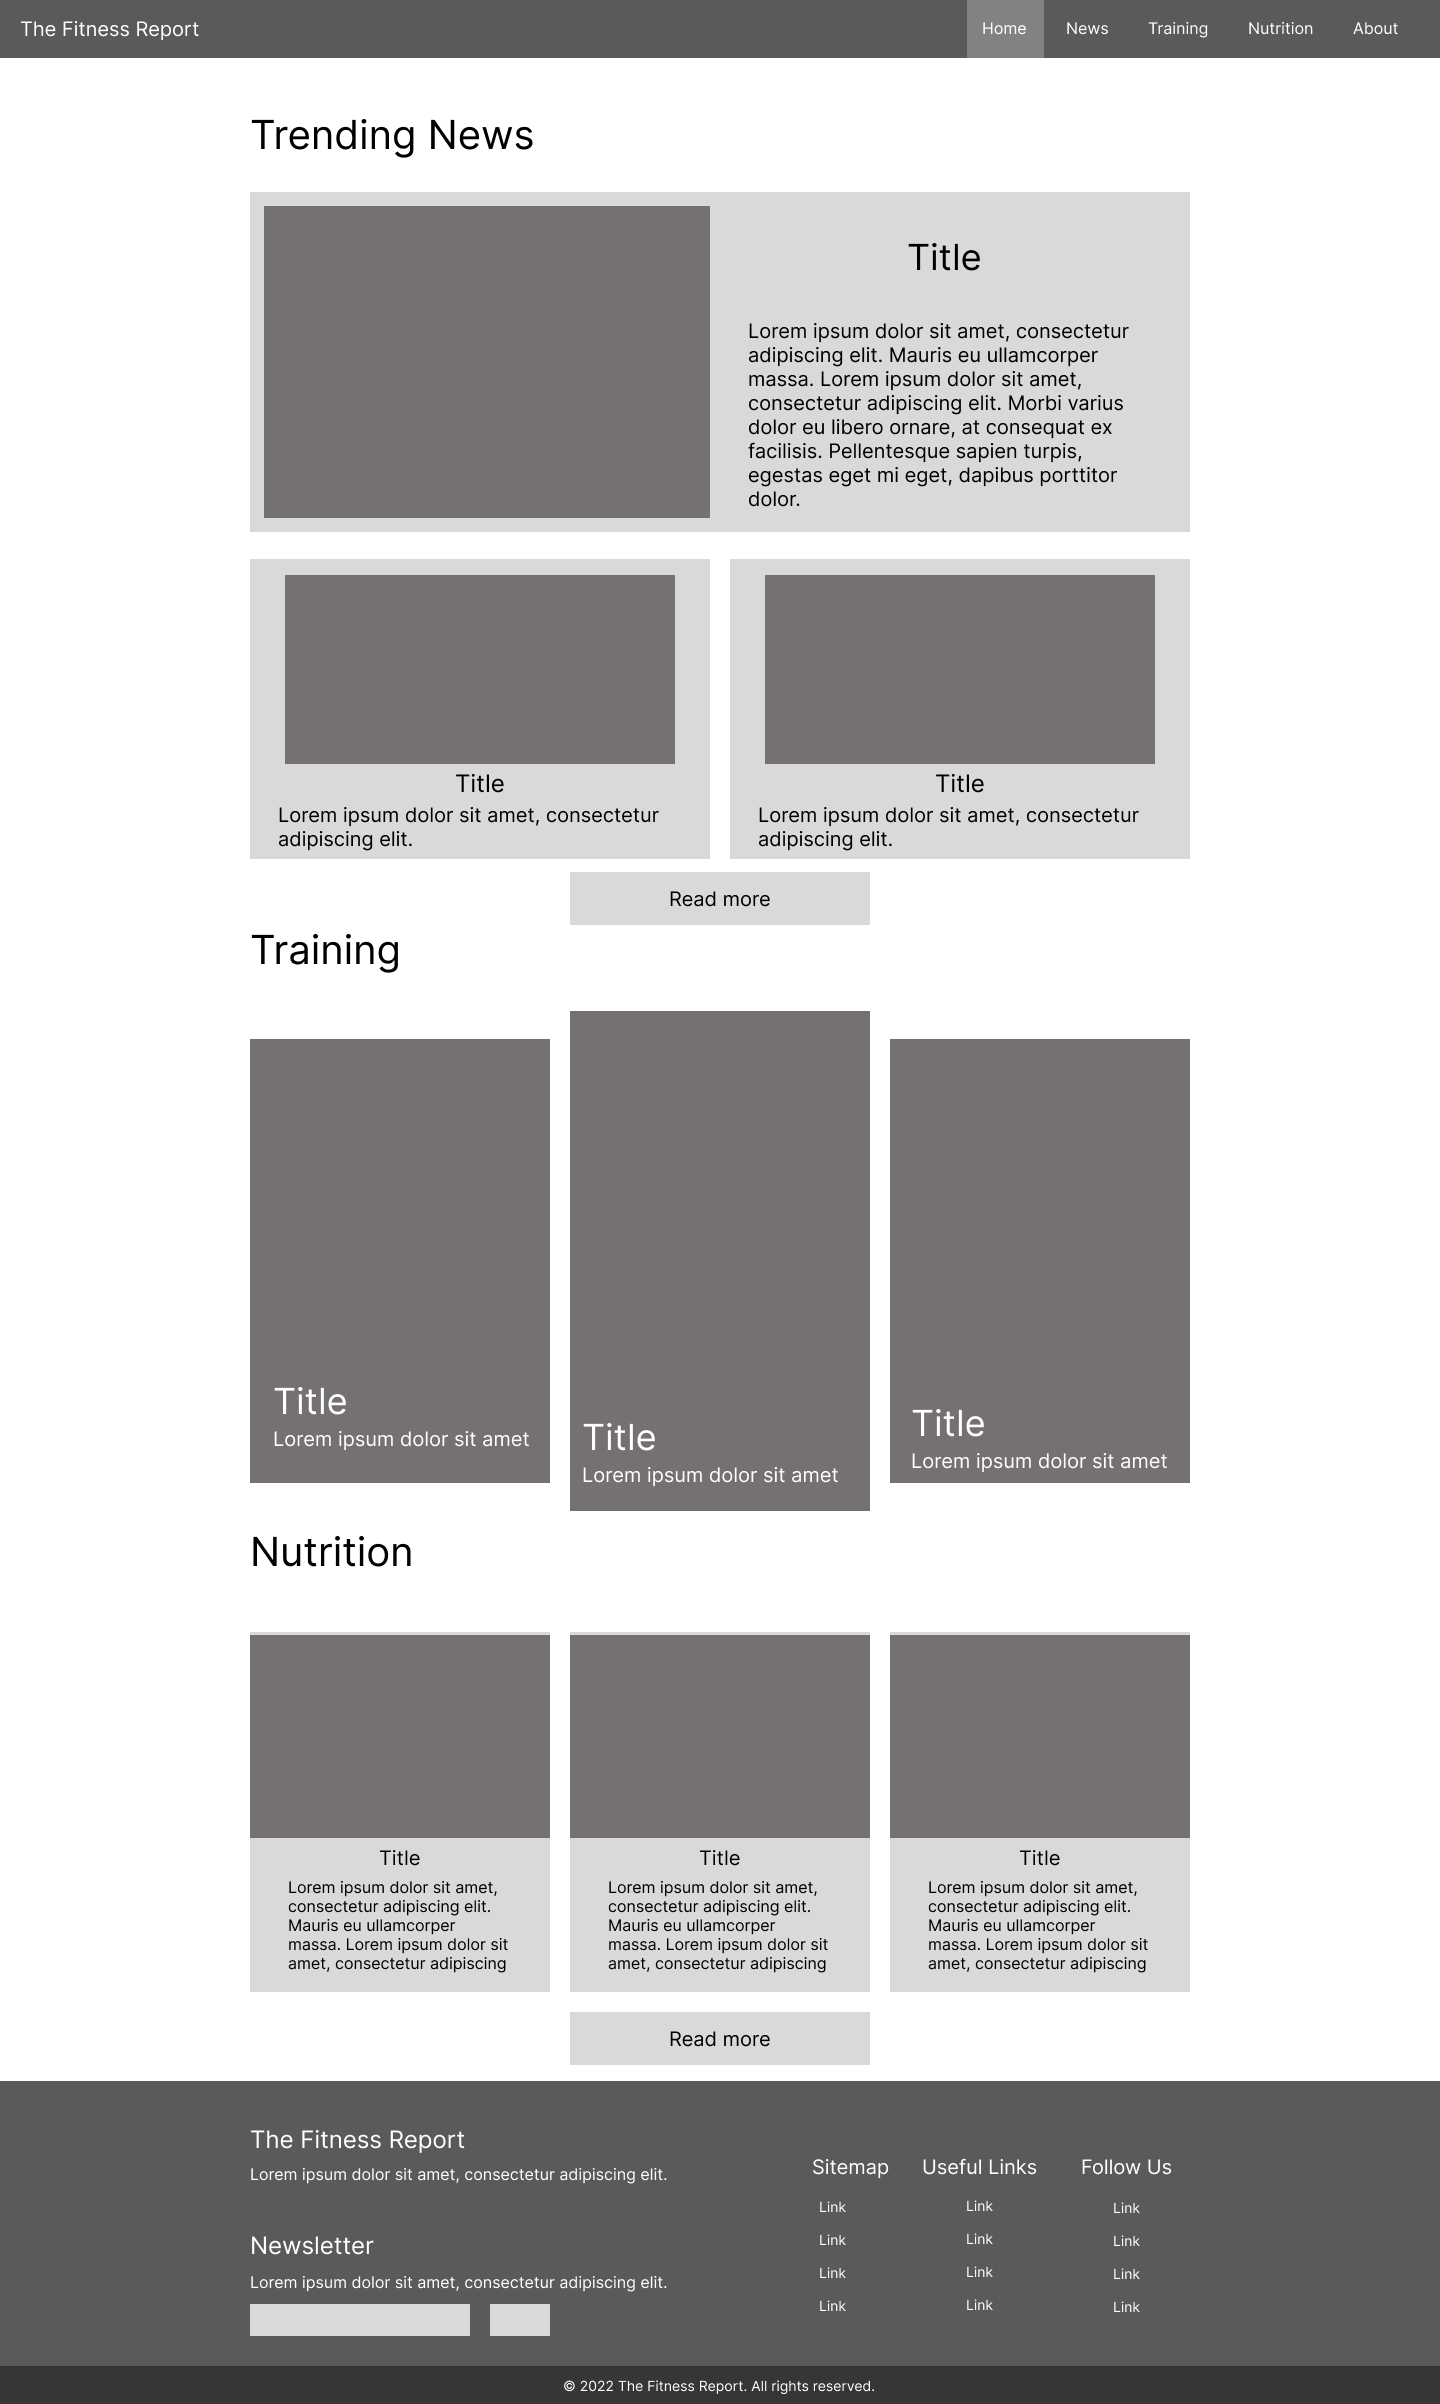 The Fitness Report
Home
News
Training
Nutrition
About
Trending News
Title
Lorem ipsum dolor sit amet, consectetur
adipiscing elit. Mauris eu ullamcorper
massa. Lorem ipsum dolor sit amet,
consectetur adipiscing elit. Morbi varius
dolor eu libero ornare, at consequat ex
facilisis. Pellentesque sapien turpis,
egestas eget mi eget, dapibus porttitor
dolor.
Title
Lorem ipsum dolor sit amet, consectetur
adipiscing elit.
Title
Lorem ipsum dolor sit amet, consectetur
adipiscing elit.
Read more
Training
Title
Lorem ipsum dolor sit amet
Title
Lorem ipsum dolor sit amet
Title
Lorem ipsum dolor sit amet
Nutrition
Title
Lorem ipsum dolor sit amet,
consectetur adipiscing elit.
Mauris eu ullamcorper
massa. Lorem ipsum dolor sit
amet, consectetur adipiscing
Title
Lorem ipsum dolor sit amet,
consectetur adipiscing elit.
Mauris eu ullamcorper
massa. Lorem ipsum dolor sit
amet, consectetur adipiscing
Title
Lorem ipsum dolor sit amet,
consectetur adipiscing elit.
Mauris eu ullamcorper
massa. Lorem ipsum dolor sit
amet, consectetur adipiscing
Read more
The Fitness Report
Lorem ipsum dolor sit amet, consectetur adipiscing elit.
Newsletter
Lorem ipsum dolor sit amet, consectetur adipiscing elit.
Sitemap
Link
Link
Link
Link
Useful Links
Link
Link
Link
Link
Follow Us
Link
Link
Link
Link
© 2022 The Fitness Report. All rights reserved.